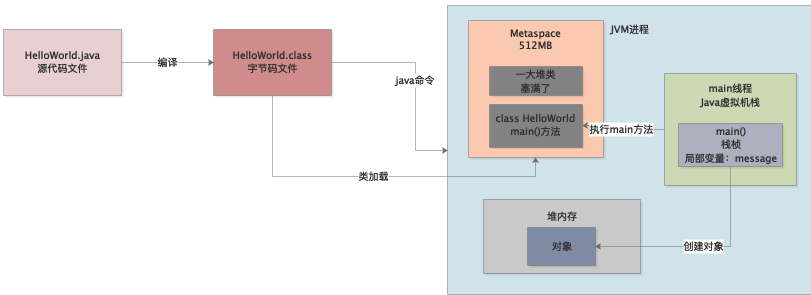 HelloWorld.java
源代码文件
编译
HelloWorld.class
字节码文件
java命令
类加载
JVM进程
Metaspace
512MB
一大堆类
塞满了
class HelloWorld
main()方法
执行main方法
main线程
Java虚拟机栈
main()
栈桢
局部变量：message
堆内存
对象
创建对象